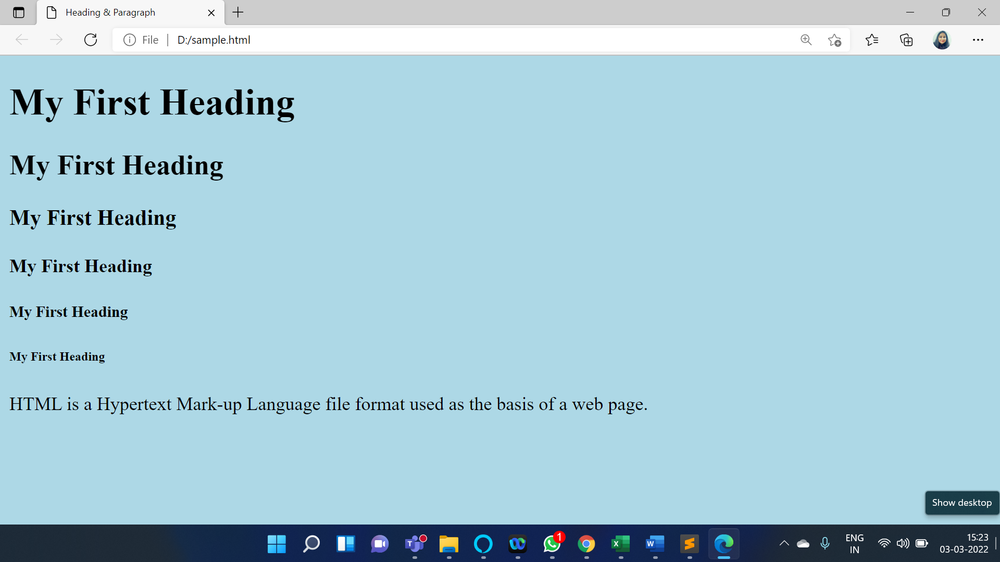 Heading & Paragraph
File | D:/sample.html
My First Heading
My First Heading
My First Heading
My First Heading
My First Heading
My First Heading
HTML is a Hypertext Mark-up Language file format used as the basis of a web page.
Show desktop
T
1
X
W
ENG
IN
15:23
03-03-2022